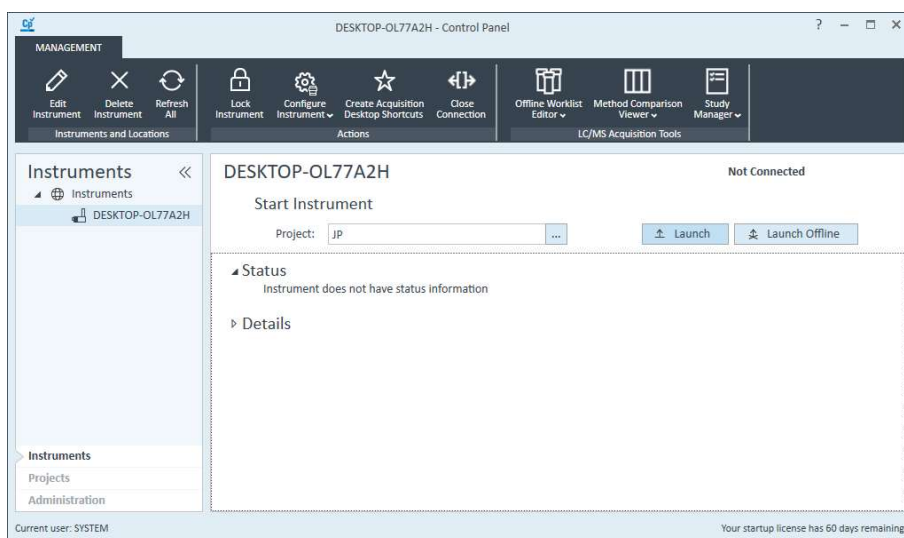 Cp
DESKTOP-OL77A2H - Control Panel
?
MANAGEMENT
Edit Instrument
Delete Instrument
Refresh All
Lock Instrument
Configure Instrument
Create Acquisition Desktop Shortcuts
Close Connection
Offline Worklist Editor
Method Comparison Viewer
Study Manager
Instruments and Locations
Actions
LC/MS Acquisition Tools
Instruments
Instruments
DESKTOP-OL77A2H
Instruments
Projects
Administration
DESKTOP-OL77A2H
Not Connected
Start Instrument
Project: JP ...
Launch
Launch Offline
Status
Instrument does not have status information
Details
Current user: SYSTEM
Your startup license has 60 days remaining